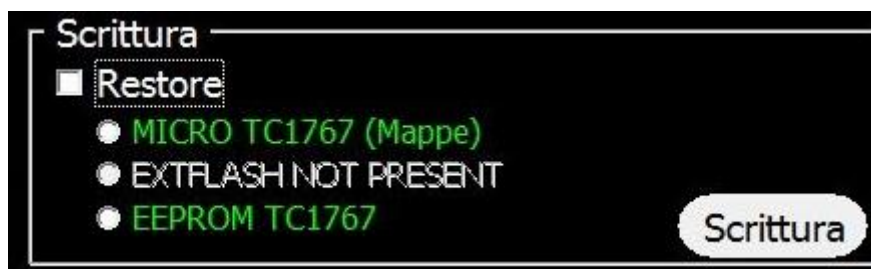 Scrittura
Restore
MICRO TC1767 (Mappe)
EXTFLASH NOT PRESENT
EEPROM TC1767
Scrittura